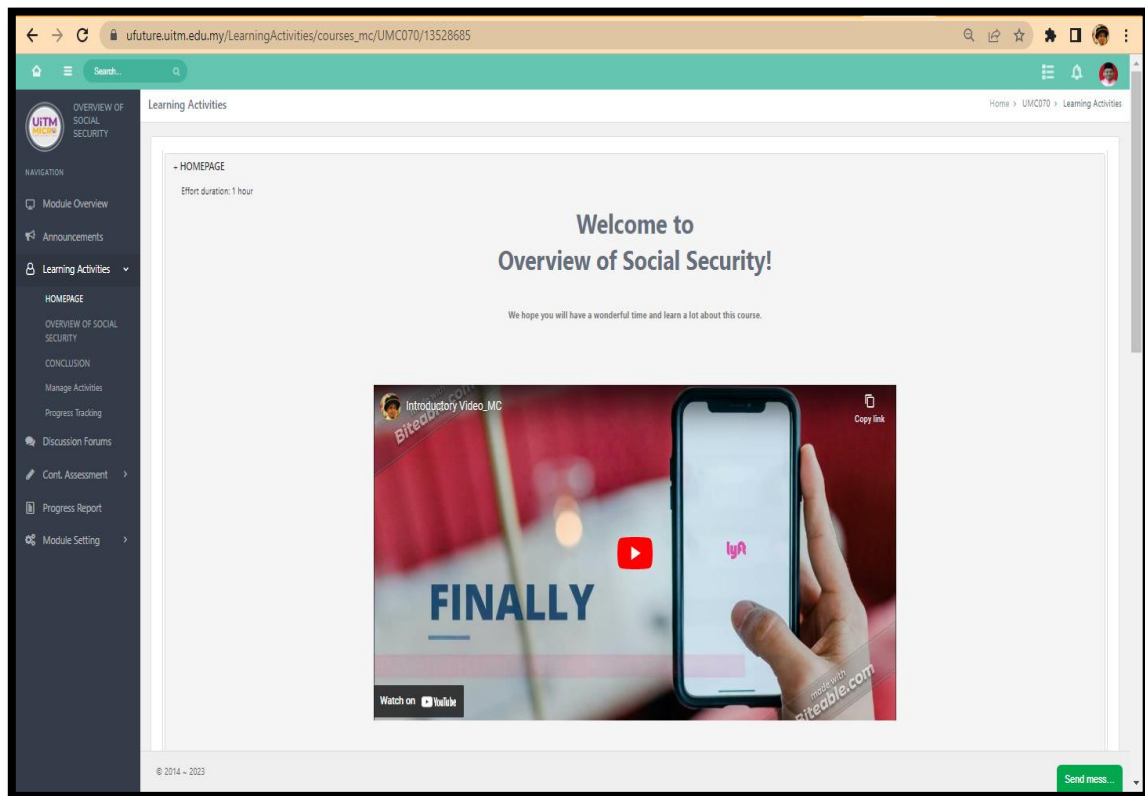 ufuture.uitm.edu.my/LearningActivities/courses_mc/UMC070/13528685
Search...
UiTM
MICRO
OVERVIEW OF
SOCIAL
SECURITY
NAVIGATION
Module Overview
Announcements
Learning Activities
HOMEPAGE
OVERVIEW OF SOCIAL
SECURITY
CONCLUSION
Manage Activities
Progress Tracking
Discussion Forums
Cont. Assessment
Progress Report
Module Setting
Learning Activities
Home > UMC070 > Learning Activities
- HOMEPAGE
Effort duration: 1 hour
Welcome to
Overview of Social Security!
We hope you will have a wonderful time and learn a lot about this course.
Introductory Video_MC
Copy link
Biteable.com
lyft
FINALLY
made with
Biteable.com
Watch on YouTube
© 2014 ~ 2023
Send mess...